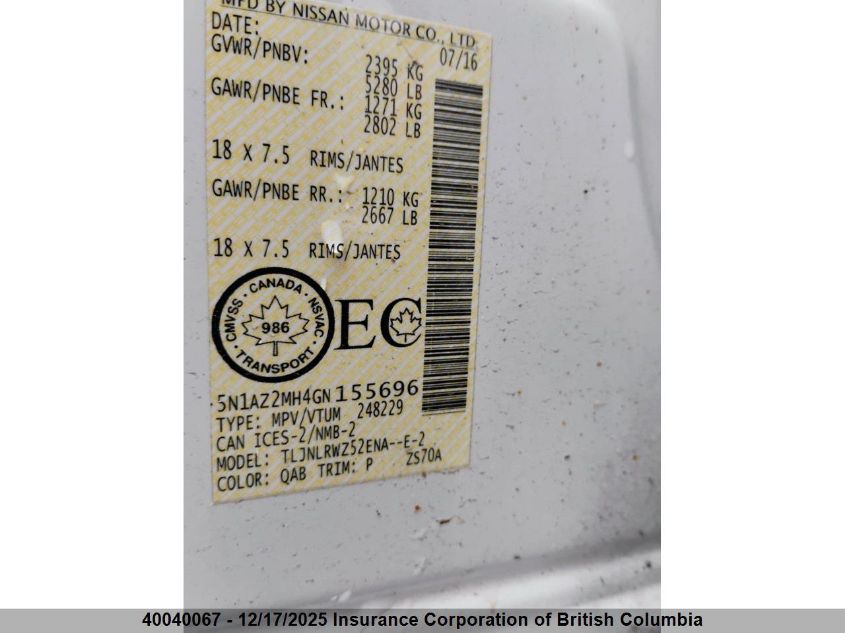 MFD BY NISSAN MOTOR CO., LTD.
DATE: 07/16
GVWR/PNBV: 2395 KG
5280 LB
GAWR/PNBE FR.: 1271 KG
2802 LB
18 X 7.5 RIMS/JANTES
GAWR/PNBE RR.: 1210 KG
2667 LB
18 X 7.5 RIMS/JANTES
CMVSS · CANADA · NSVAC · TRANSPORT ·
986
EC
5N1AZ2MH4GN155696
TYPE: MPV/VTUM 248229
CAN ICES-2/NMB-2
MODEL: TLJNLRWZ52ENA--E-2
COLOR: QAB TRIM: P ZS70A
40040067 - 12/17/2025 Insurance Corporation of British Columbia